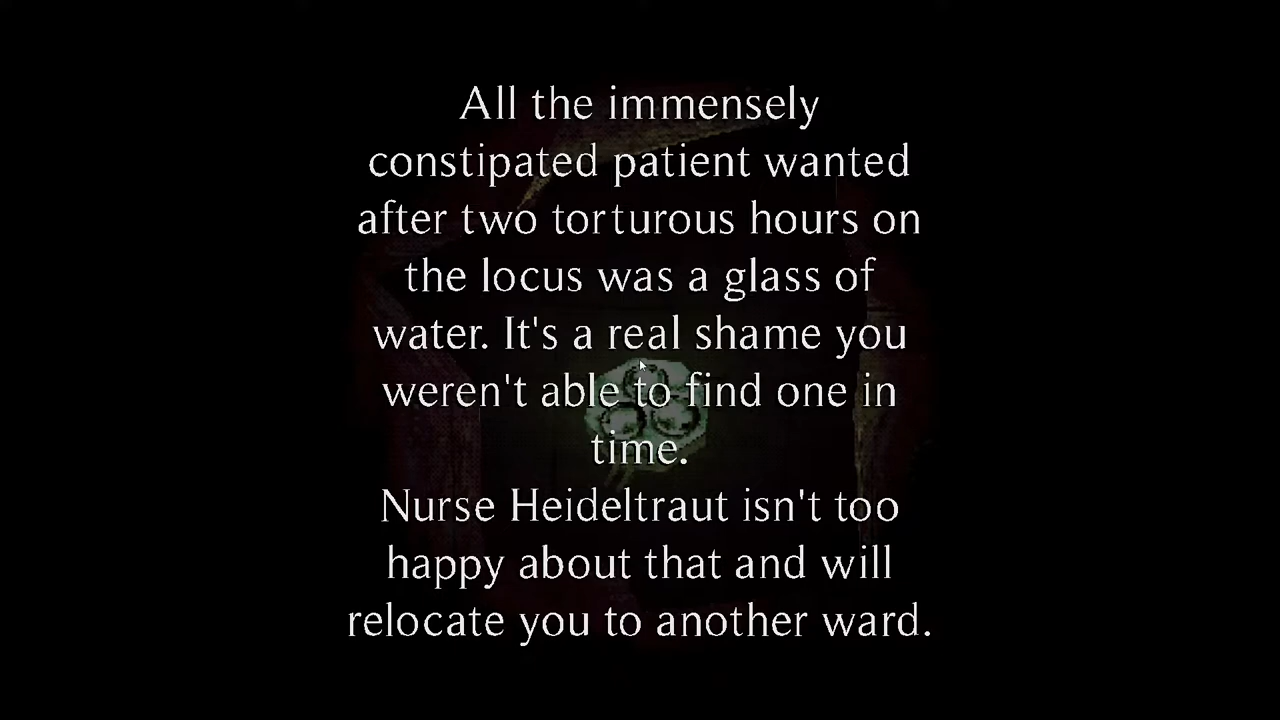 All the immensely
constipated patient wanted
after two torturous hours on
the locus was a glass of
water. It's a real shame you
weren't able to find one in
time.
Nurse Heideltraut isn't too
happy about that and will
relocate you to another ward.